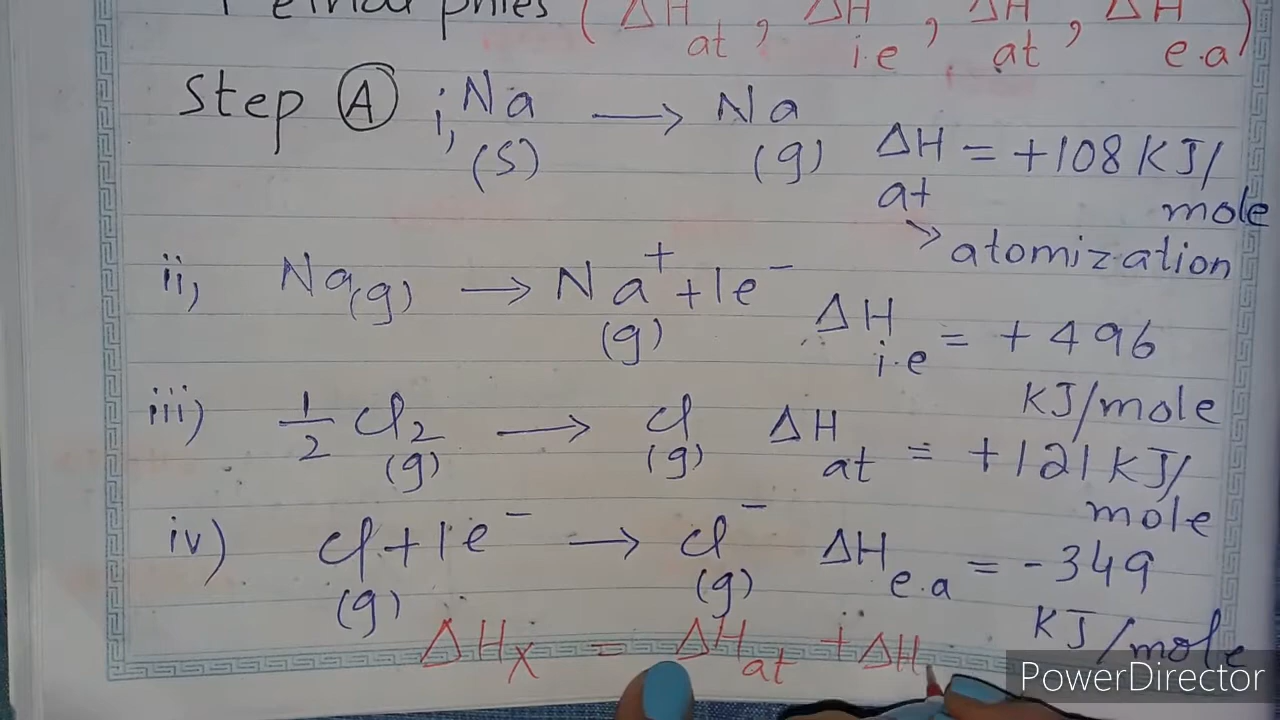 (ΔH at, ΔH i.e, ΔH at, ΔH e.a)
Step A i, Na (s) → Na (g) ΔH at = +108 KJ/mole
> atomization
ii, Na(g) → Na+ (g) + 1e- ΔH i.e = + 496 KJ/mole
iii) 1/2 Cl2 (g) → Cl (g) ΔH at = +121 KJ/mole
iv) Cl (g) + 1e- → Cl- (g) ΔH e.a = -349 KJ/mole
ΔHx = ΔH at + ΔH
PowerDirector